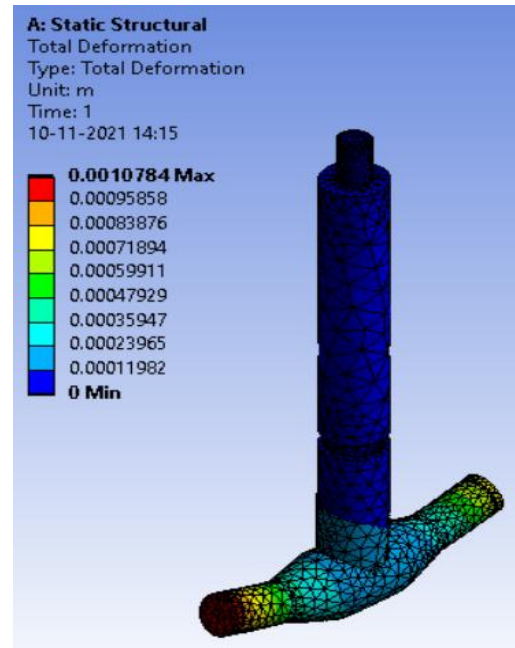 A: Static Structural
Total Deformation
Type: Total Deformation
Unit: m
Time: 1
10-11-2021 14:15
0.0010784 Max
0.00095858
0.00083876
0.00071894
0.00059911
0.00047929
0.00035947
0.00023965
0.00011982
0 Min